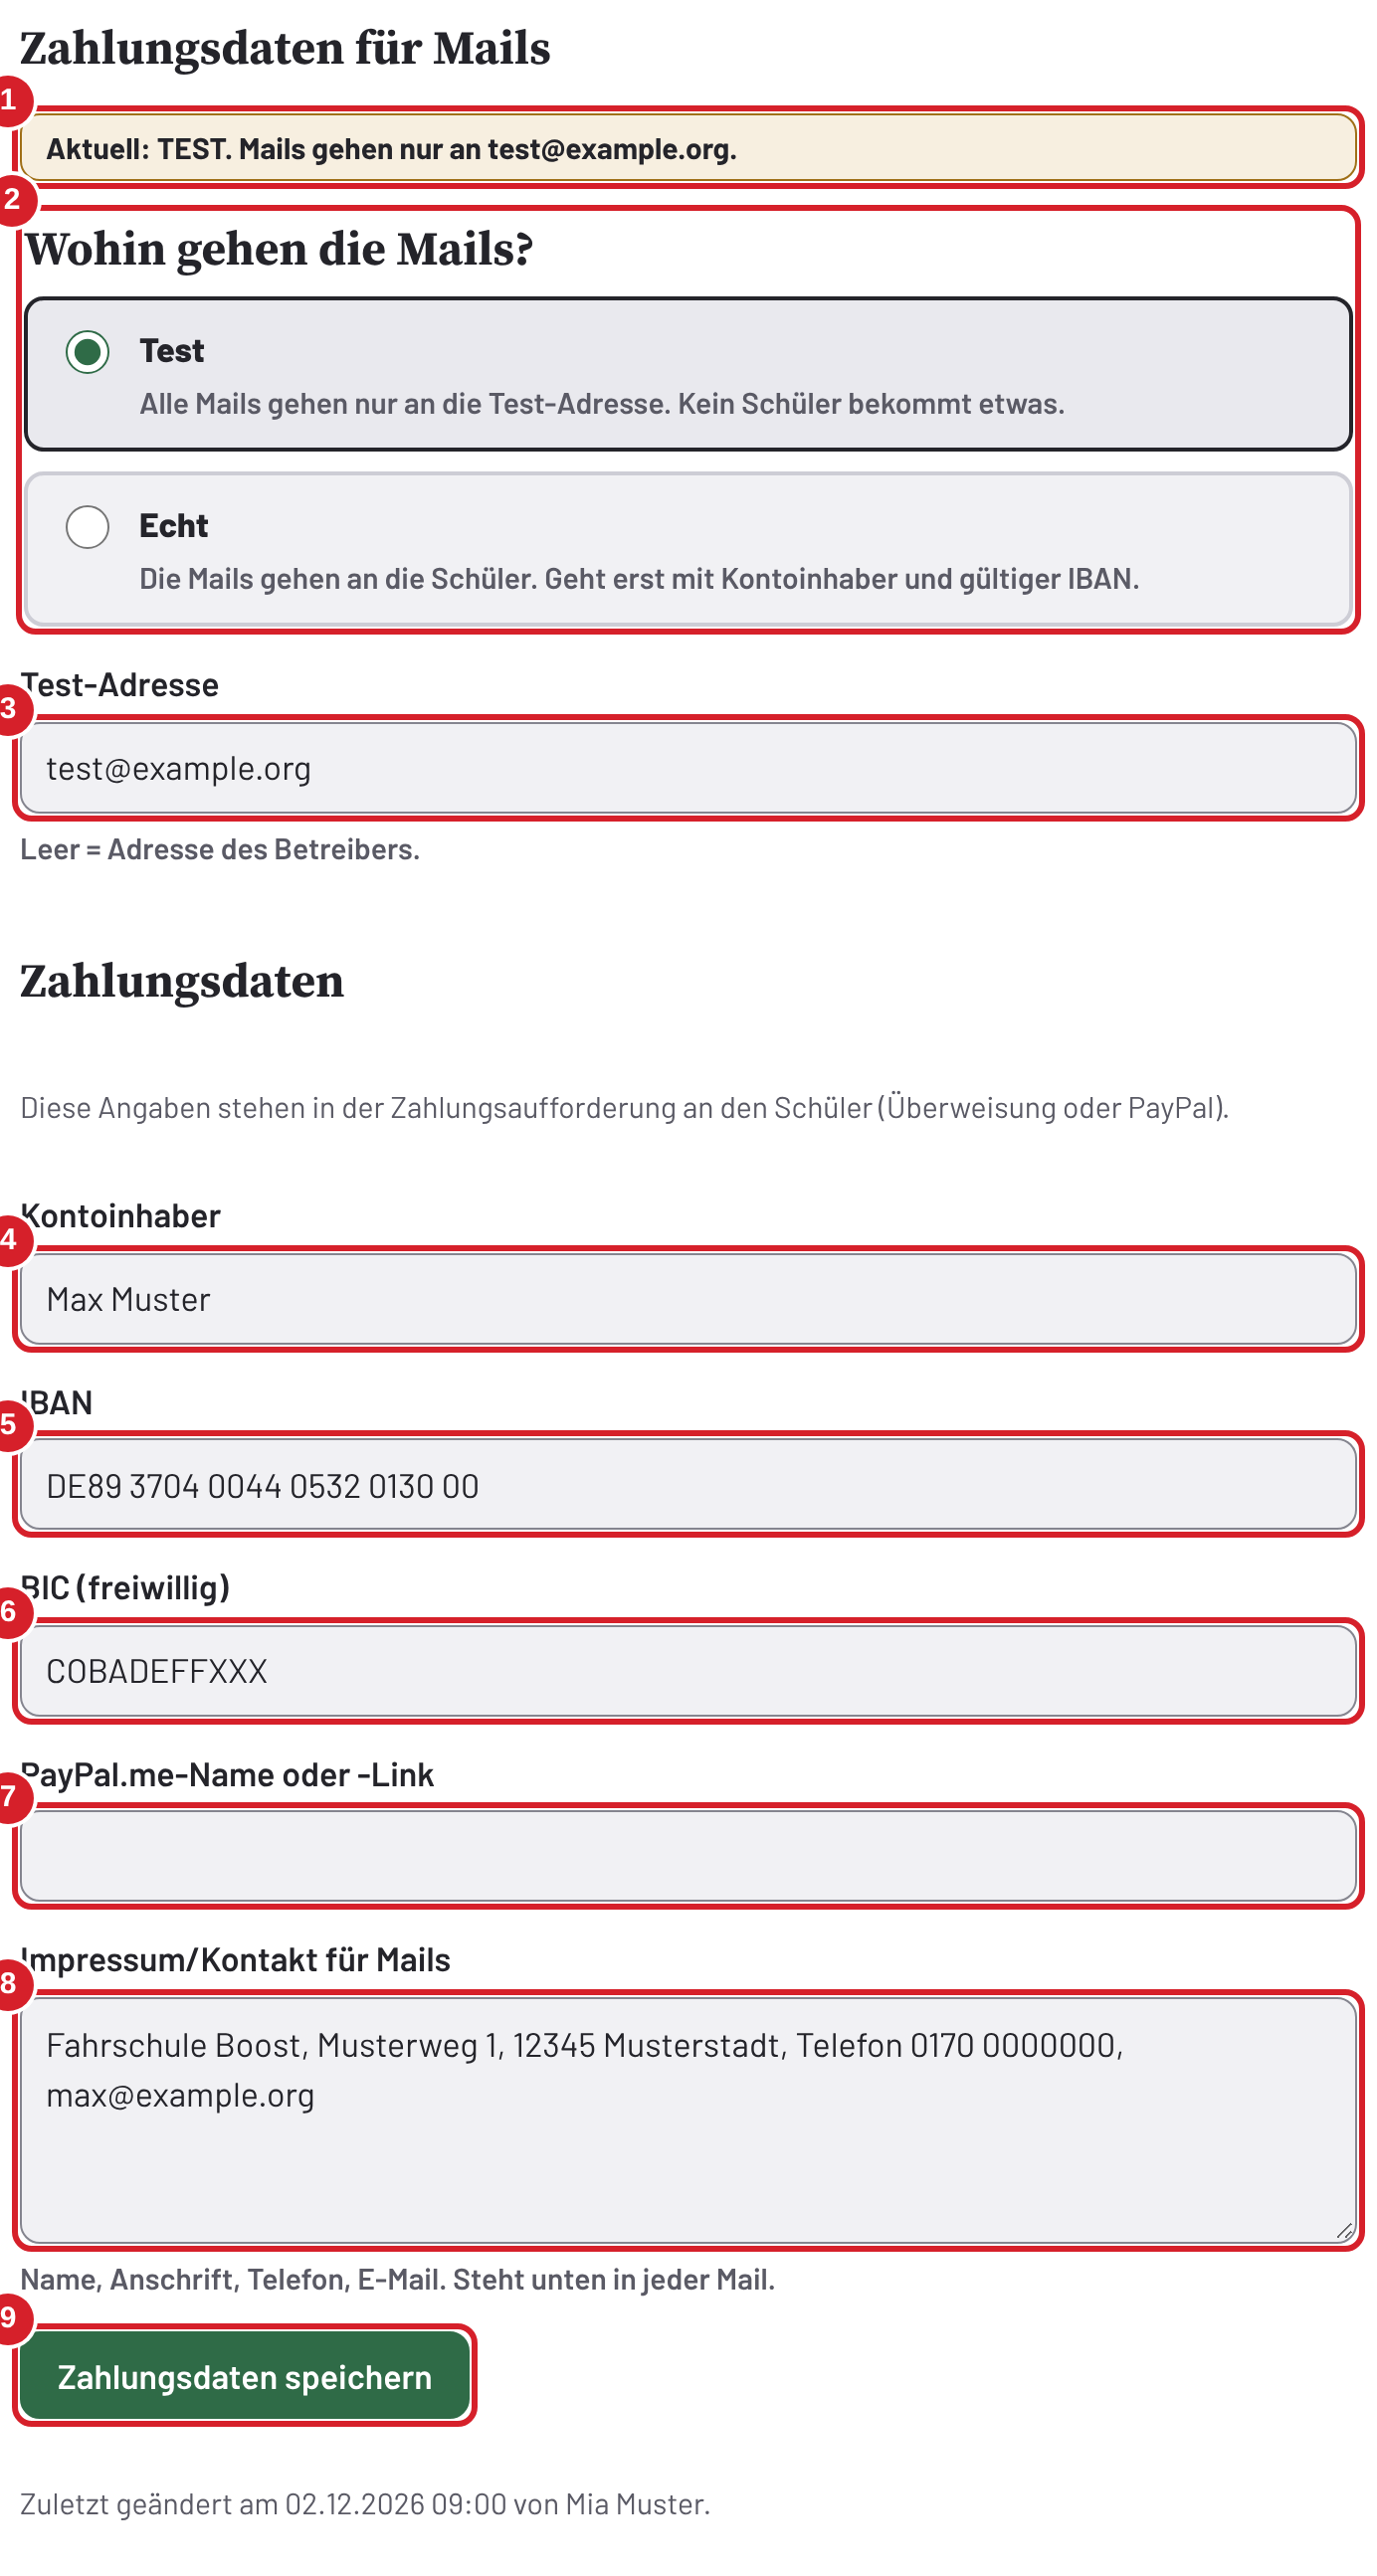 Zahlungsdaten für Mails
1
Aktuell: TEST. Mails gehen nur an test@example.org.
2
Wohin gehen die Mails?
Test
Alle Mails gehen nur an die Test-Adresse. Kein Schüler bekommt etwas.
Echt
Die Mails gehen an die Schüler. Geht erst mit Kontoinhaber und gültiger IBAN.
Test-Adresse
3
test@example.org
Leer = Adresse des Betreibers.
Zahlungsdaten
Diese Angaben stehen in der Zahlungsaufforderung an den Schüler (Überweisung oder PayPal).
Kontoinhaber
4
Max Muster
IBAN
5
DE89 3704 0044 0532 0130 00
BIC (freiwillig)
6
COBADEFFXXX
PayPal.me-Name oder -Link
7
Impressum/Kontakt für Mails
8
Fahrschule Boost, Musterweg 1, 12345 Musterstadt, Telefon 0170 0000000,
max@example.org
Name, Anschrift, Telefon, E-Mail. Steht unten in jeder Mail.
9
Zahlungsdaten speichern
Zuletzt geändert am 02.12.2026 09:00 von Mia Muster.